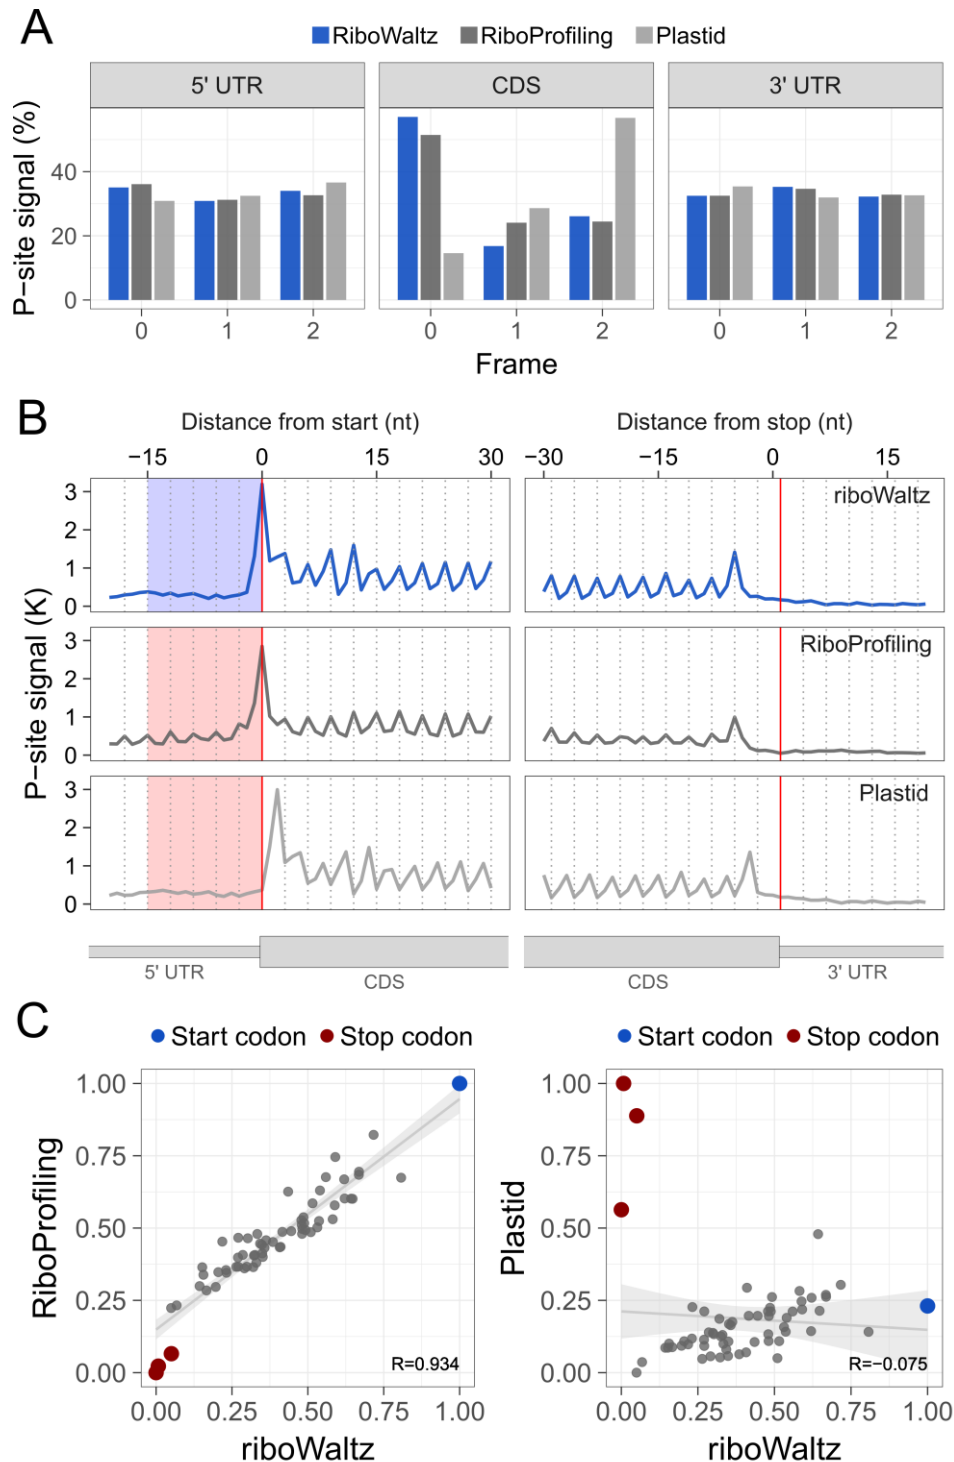 A
RiboWaltz RiboProfiling Plastid
5' UTR CDS 3' UTR
P−site signal (%)
40
20
0
0 1 2 0 1 2 0 1 2
Frame
B
Distance from start (nt) Distance from stop (nt)
−15 0 15 30 −30 −15 0 15
P−site signal (K)
riboWaltz
3
2
1
0
RiboProfiling
3
2
1
0
Plastid
3
2
1
0
5' UTR CDS CDS 3' UTR
C
Start codon Stop codon Start codon Stop codon
RiboProfiling
1.00
0.75
0.50
0.25
0.00
R=0.934
0.00 0.25 0.50 0.75 1.00
riboWaltz
Plastid
1.00
0.75
0.50
0.25
0.00
R=−0.075
0.00 0.25 0.50 0.75 1.00
riboWaltz